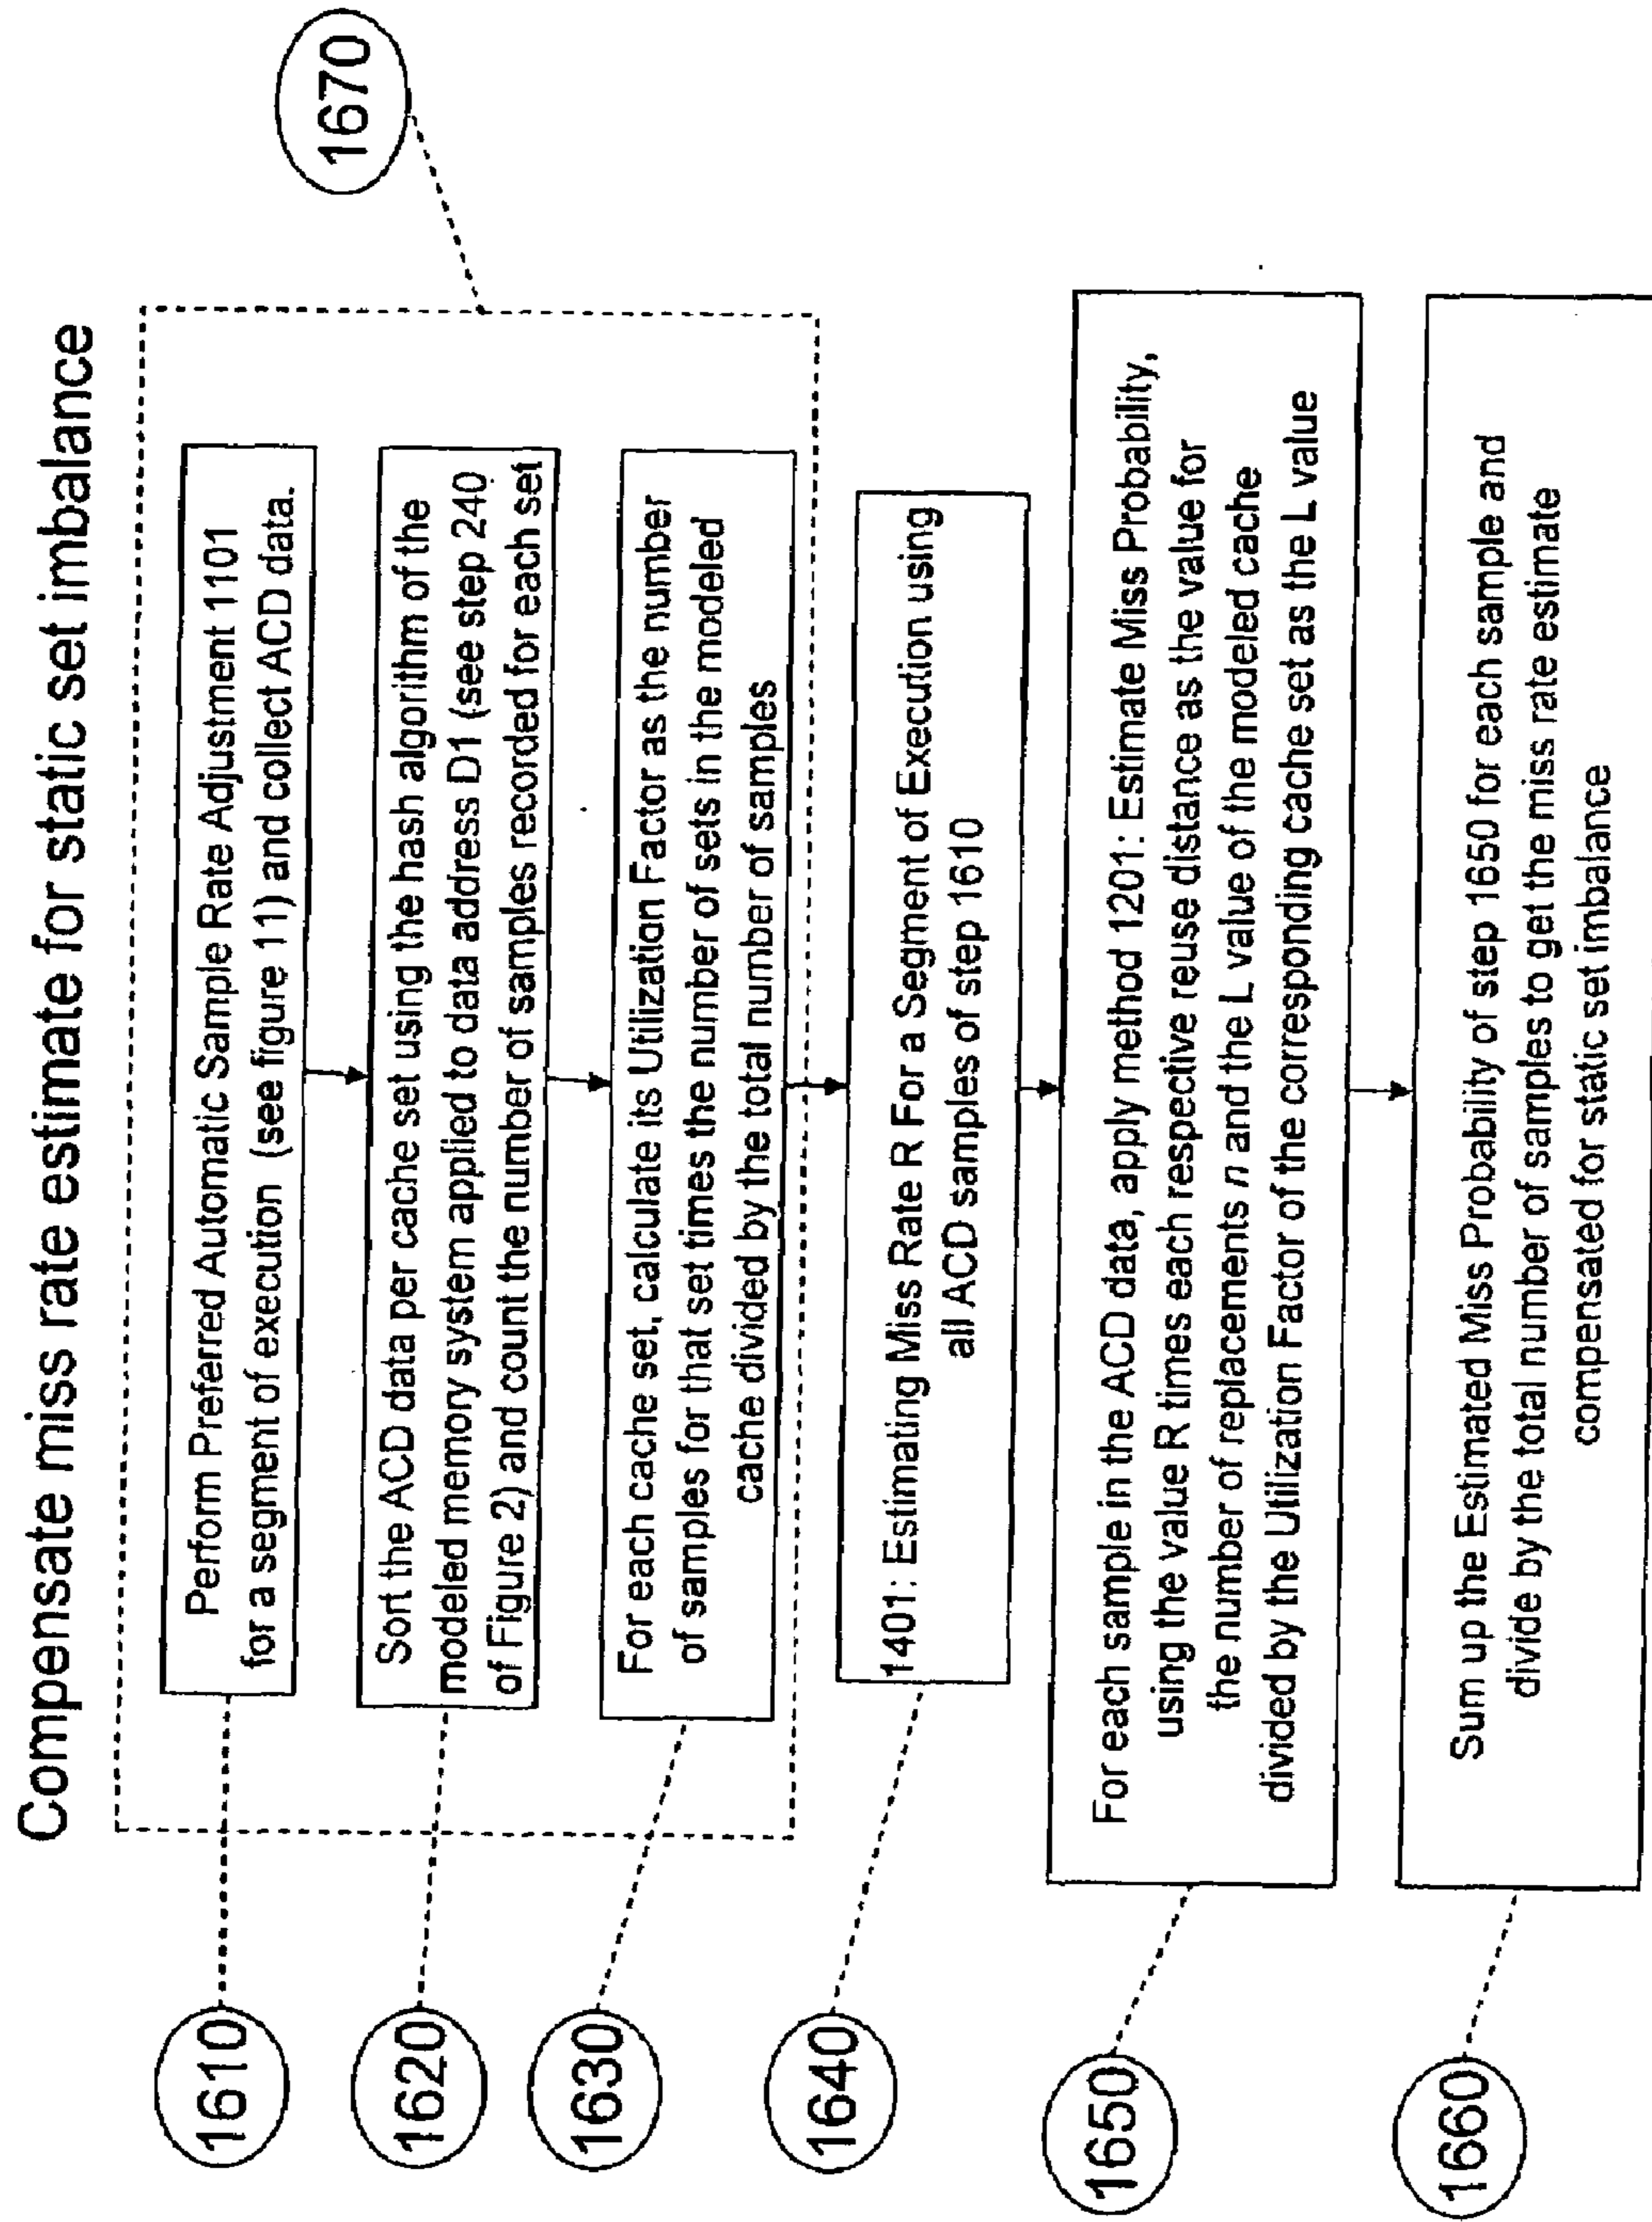 Compensate miss rate estimate for static set imbalance
1670
1610
Perform Preferred Automatic Sample Rate Adjustment 1101
for a segment of execution (see figure 11) and collect ACD data.
1620
Sort the ACD data per cache set using the hash algorithm of the
modeled memory system applied to data address D1 (see step 240
of Figure 2) and count the number of samples recorded for each set
1630
For each cache set, calculate its Utilization Factor as the number
of samples for that set times the number of sets in the modeled
cache divided by the total number of samples
1640
1401: Estimating Miss Rate R For a Segment of Execution using
all ACD samples of step 1610
1650
For each sample in the ACD data, apply method 1201: Estimate Miss Probability,
using the value R times each respective reuse distance as the value for
the number of replacements n and the L value of the modeled cache
divided by the Utilization Factor of the corresponding cache set as the L value
1660
Sum up the Estimated Miss Probability of step 1650 for each sample and
divide by the total number of samples to get the miss rate estimate
compensated for static set imbalance